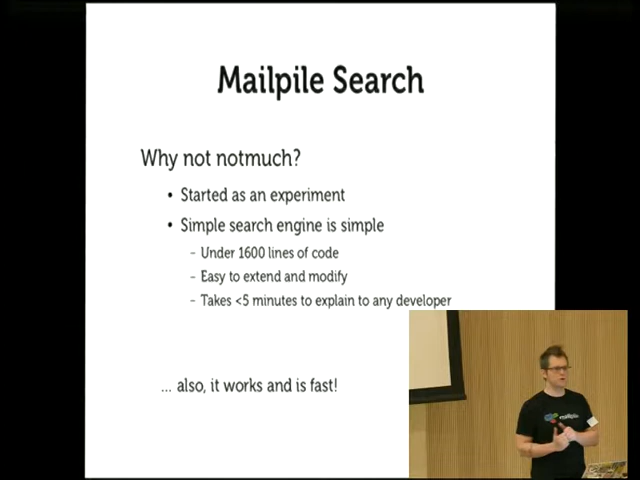 Mailpile Search
Why not notmuch?
• Started as an experiment
• Simple search engine is simple
– Under 1600 lines of code
– Easy to extend and modify
– Takes <5 minutes to explain to any developer
... also, it works and is fast!
mailpile